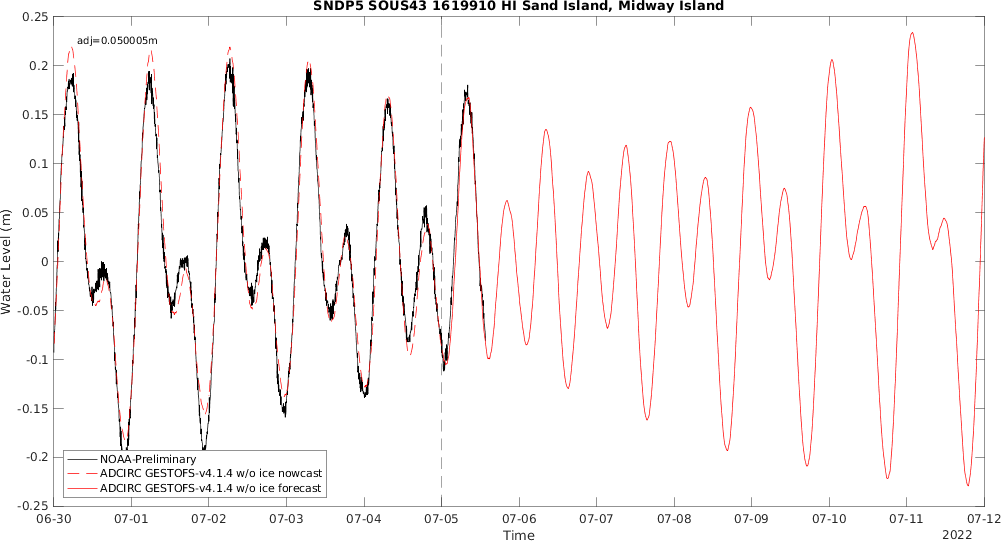 SNDP5 SOUS43 1619910 HI Sand Island, Midway Island
adj=0.050005m
0.25
0.2
0.15
0.1
0.05
0
-0.05
-0.1
-0.15
-0.2
-0.25
Water Level (m)
NOAA-Preliminary
ADCIRC GESTOFS-v4.1.4 w/o ice nowcast
ADCIRC GESTOFS-v4.1.4 w/o ice forecast
06-30 07-01 07-02 07-03 07-04 07-05 07-06 07-07 07-08 07-09 07-10 07-11 07-12
Time
2022